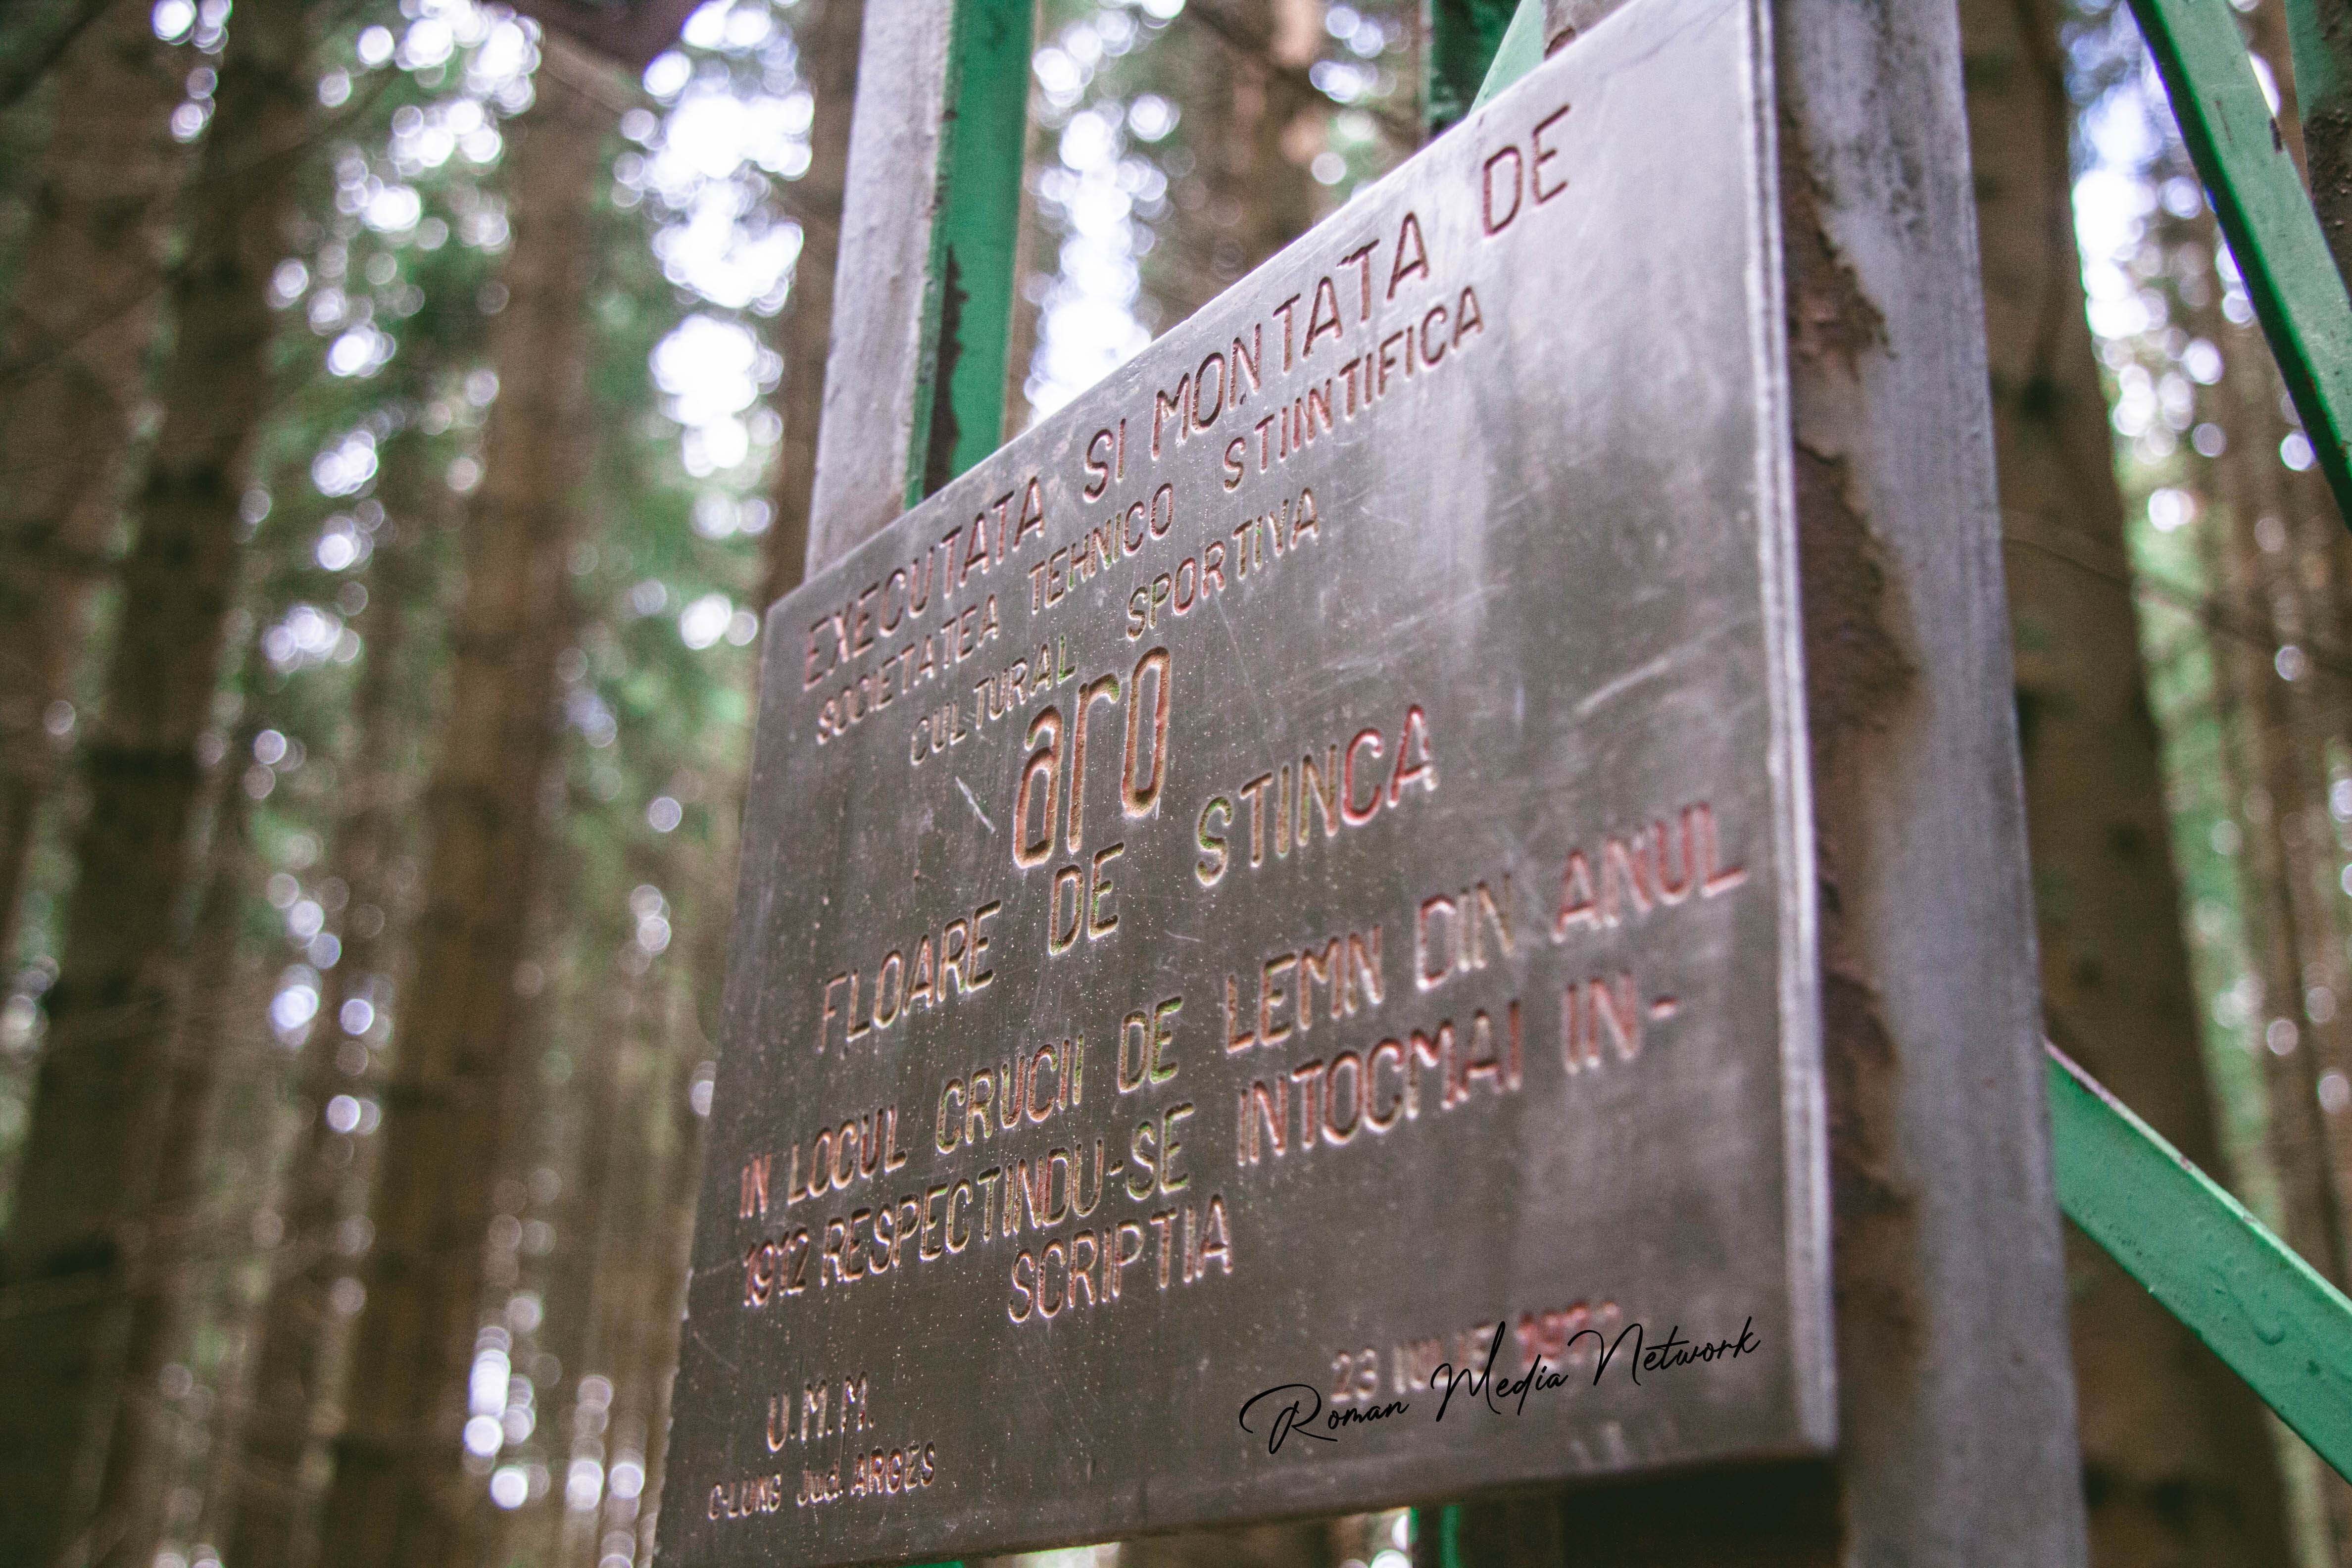 EXECUTATA SI MONTATA DE
SOCIETATEA TEHNICO STIINTIFICA
CULTURAL SPORTIVA
aro
FLOARE DE STINCA
IN LOCUL CRUCII DE LEMN DIN ANUL
1912 RESPECTINDU-SE INTOCMAI IN-
SCRIPTIA
23
U.M.M.
C-LUNG Jud. ARGES
Roman Media Network